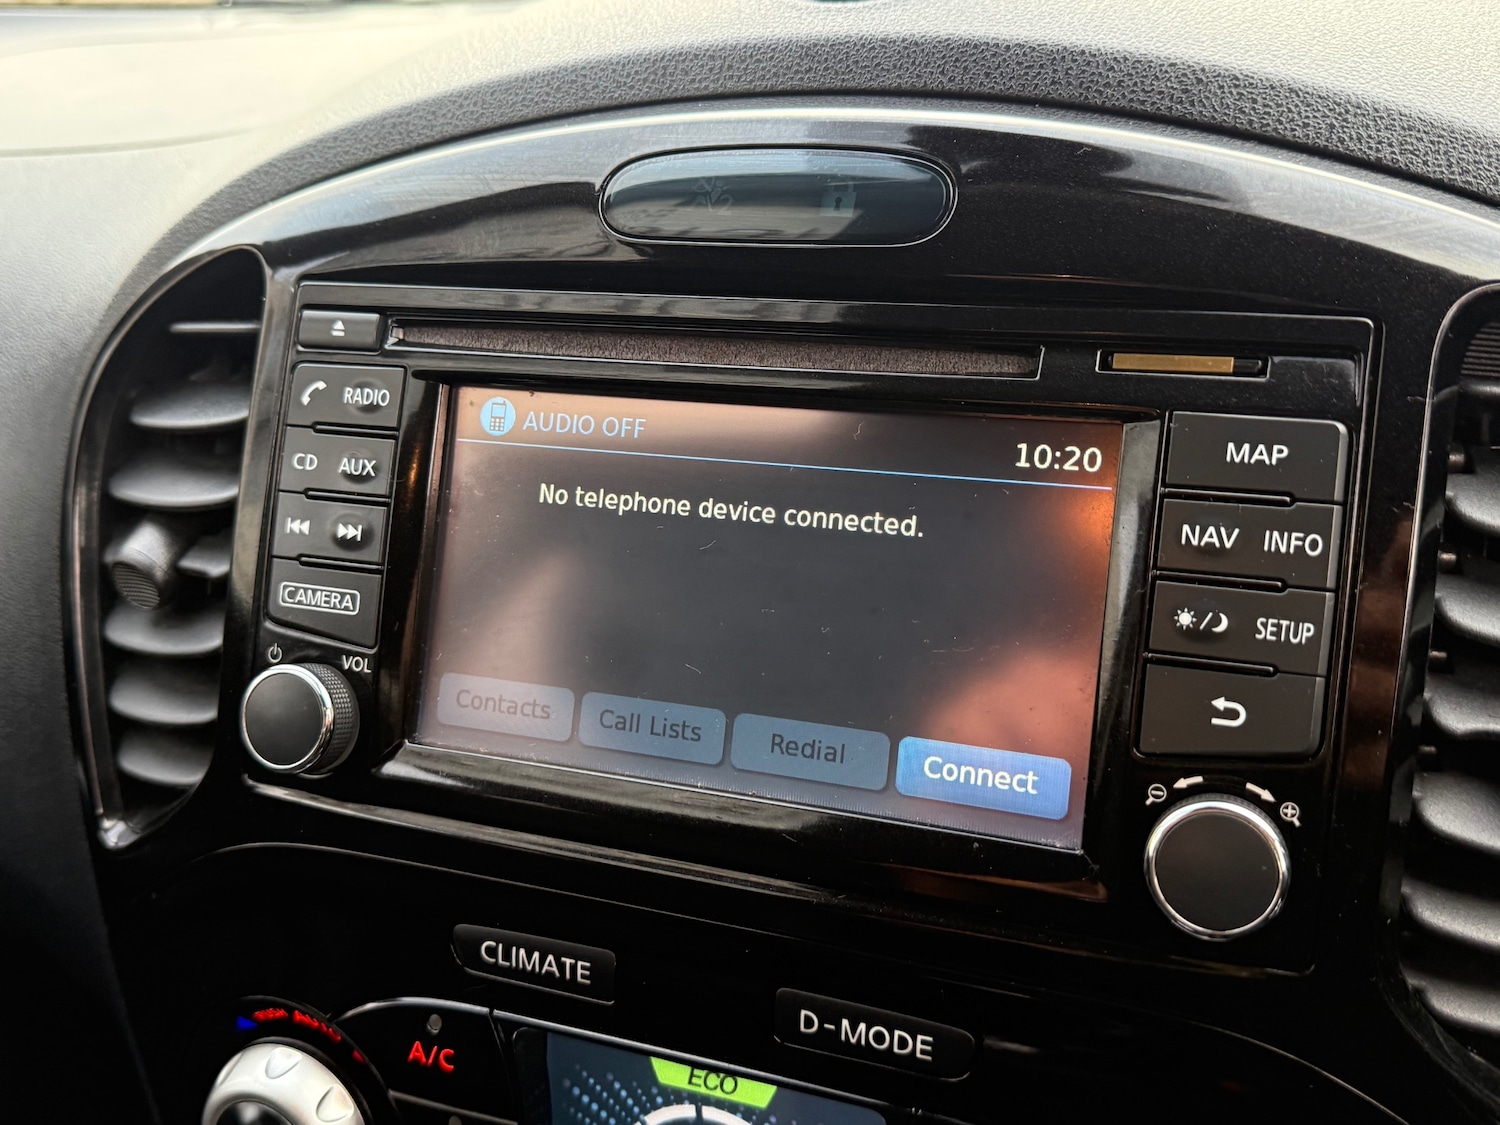 RADIO
AUDIO OFF
10:20
MAP
CD AUX
No telephone device connected.
NAV INFO
CAMERA
SETUP
VOL
Contacts
Call Lists
Redial
Connect
CLIMATE
D-MODE
A/C
ECO